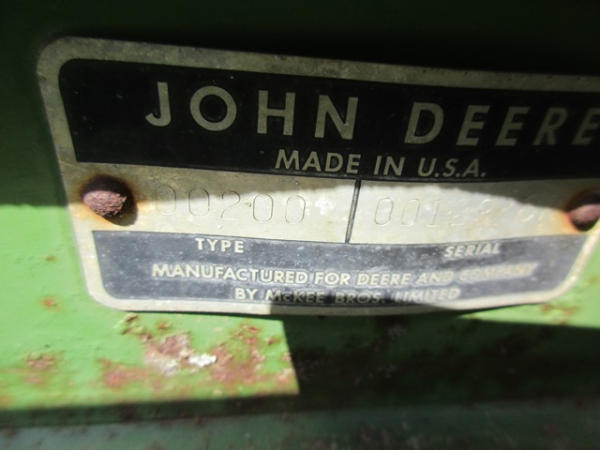 JOHN DEERE
MADE IN U.S.A.
00200
TYPE SERIAL
MANUFACTURED FOR DEERE AND COMPANY
BY McKEE BROS. LIMITED